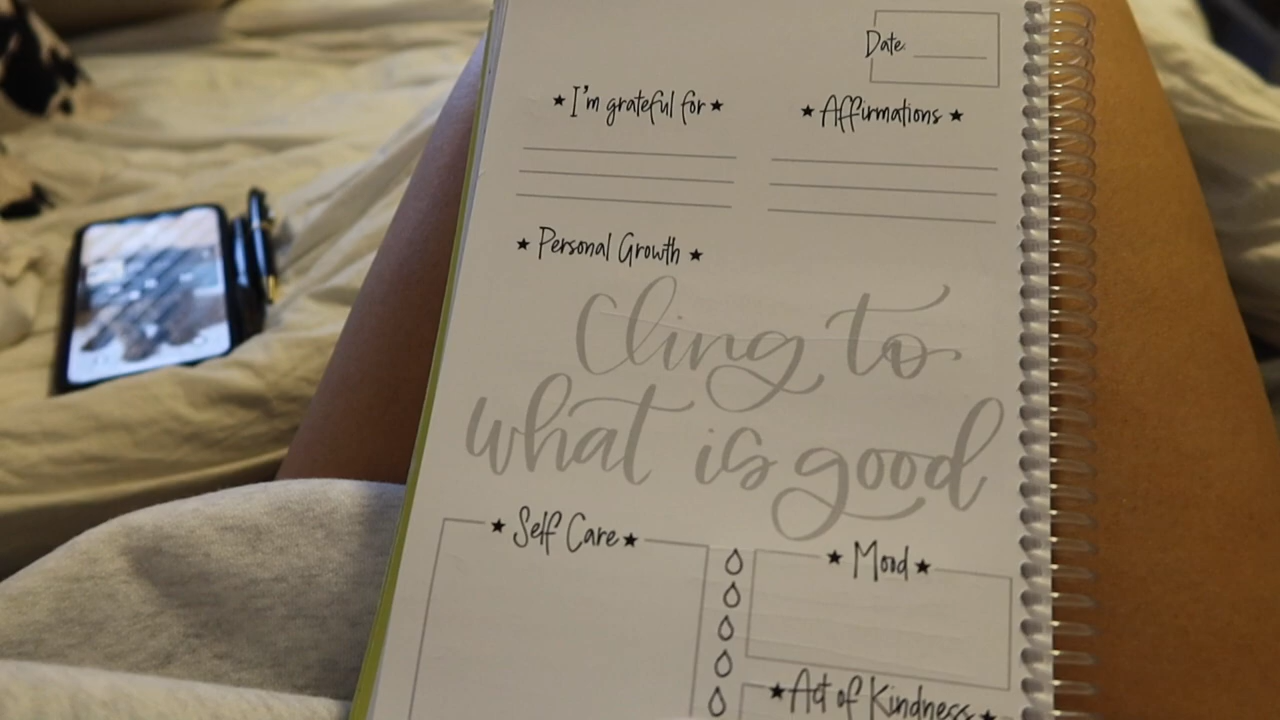 Date:
★ I'm grateful for ★
★ Affirmations ★
★ Personal Growth ★
Cling to
what is good
★ Self Care ★
★ Mood ★
★ Act of Kindness ★